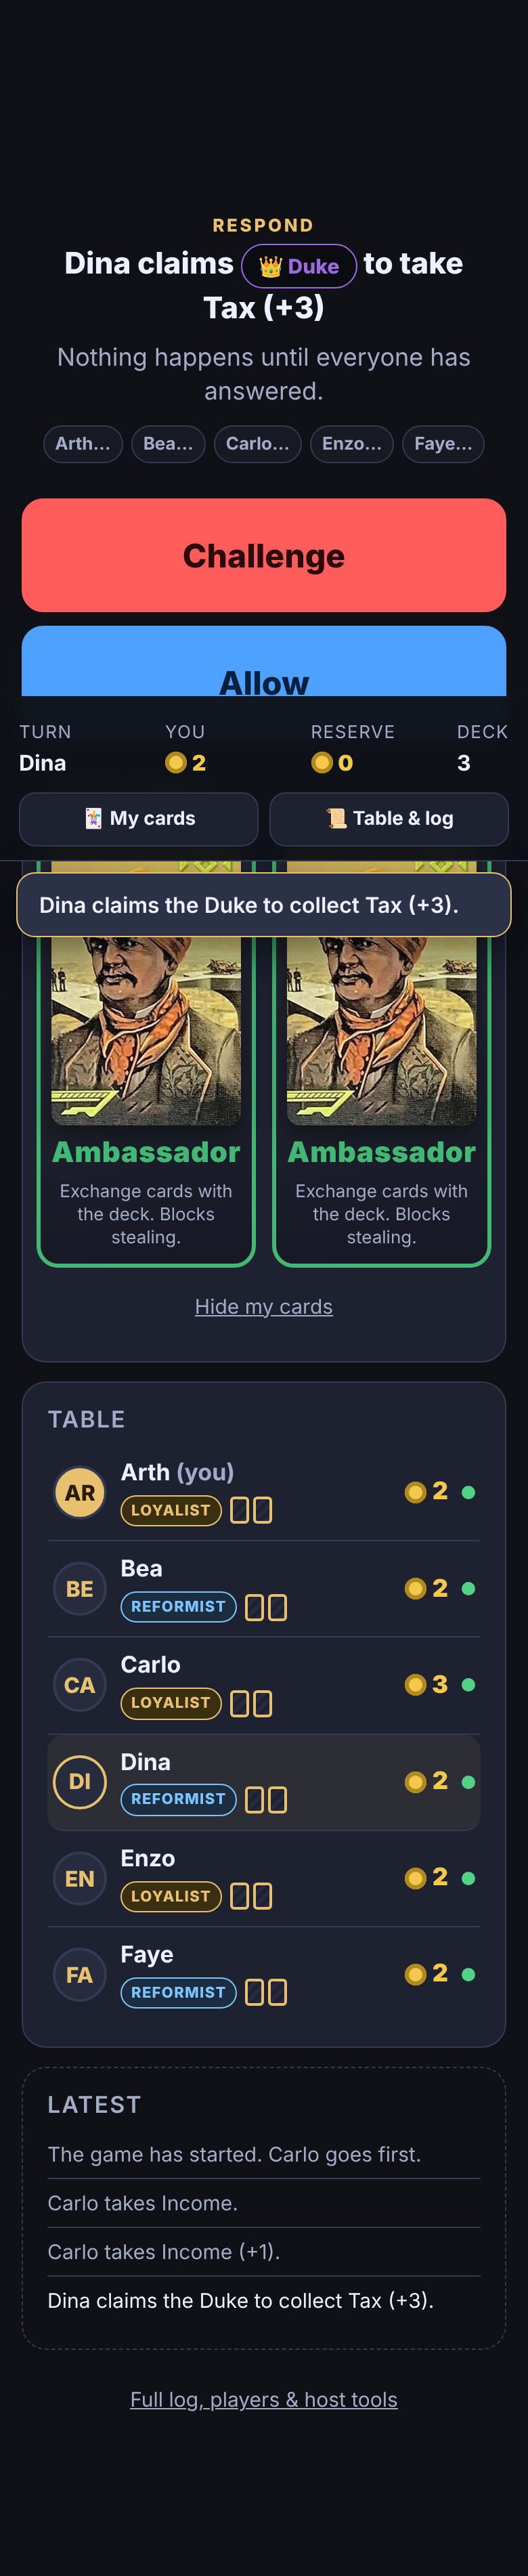 RESPOND
Dina claims 👑 Duke to take
Tax (+3)
Nothing happens until everyone has
answered.
Arth… Bea… Carlo… Enzo… Faye…
Challenge
Allow
TURN YOU RESERVE DECK
Dina 2 0 3
🃏 My cards 📜 Table & log
Dina claims the Duke to collect Tax (+3).
Ambassador Ambassador
Exchange cards with Exchange cards with
the deck. Blocks the deck. Blocks
stealing. stealing.
Hide my cards
TABLE
AR Arth (you) 2
LOYALIST
BE Bea 2
REFORMIST
CA Carlo 3
LOYALIST
DI Dina 2
REFORMIST
EN Enzo 2
LOYALIST
FA Faye 2
REFORMIST
LATEST
The game has started. Carlo goes first.
Carlo takes Income.
Carlo takes Income (+1).
Dina claims the Duke to collect Tax (+3).
Full log, players & host tools